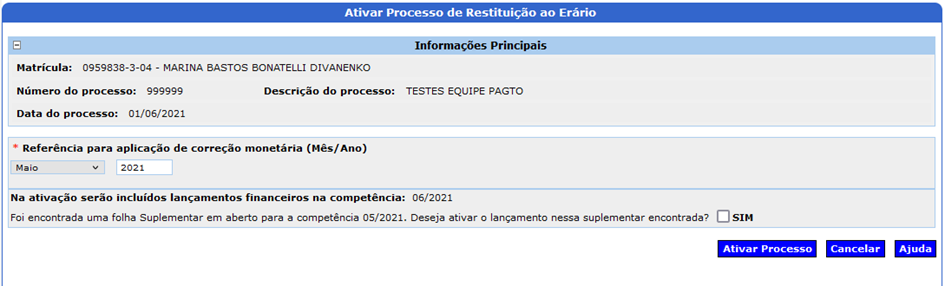 Ativar Processo de Restituição ao Erário
Informações Principais
Matrícula: 0959838-3-04 - MARINA BASTOS BONATELLI DIVANENKO
Número do processo: 999999 Descrição do processo: TESTES EQUIPE PAGTO
Data do processo: 01/06/2021
* Referência para aplicação de correção monetária (Mês/Ano)
Maio 2021
Na ativação serão incluídos lançamentos financeiros na competência: 06/2021
Foi encontrada uma folha Suplementar em aberto para a competência 05/2021. Deseja ativar o lançamento nessa suplementar encontrada? SIM
Ativar Processo Cancelar Ajuda